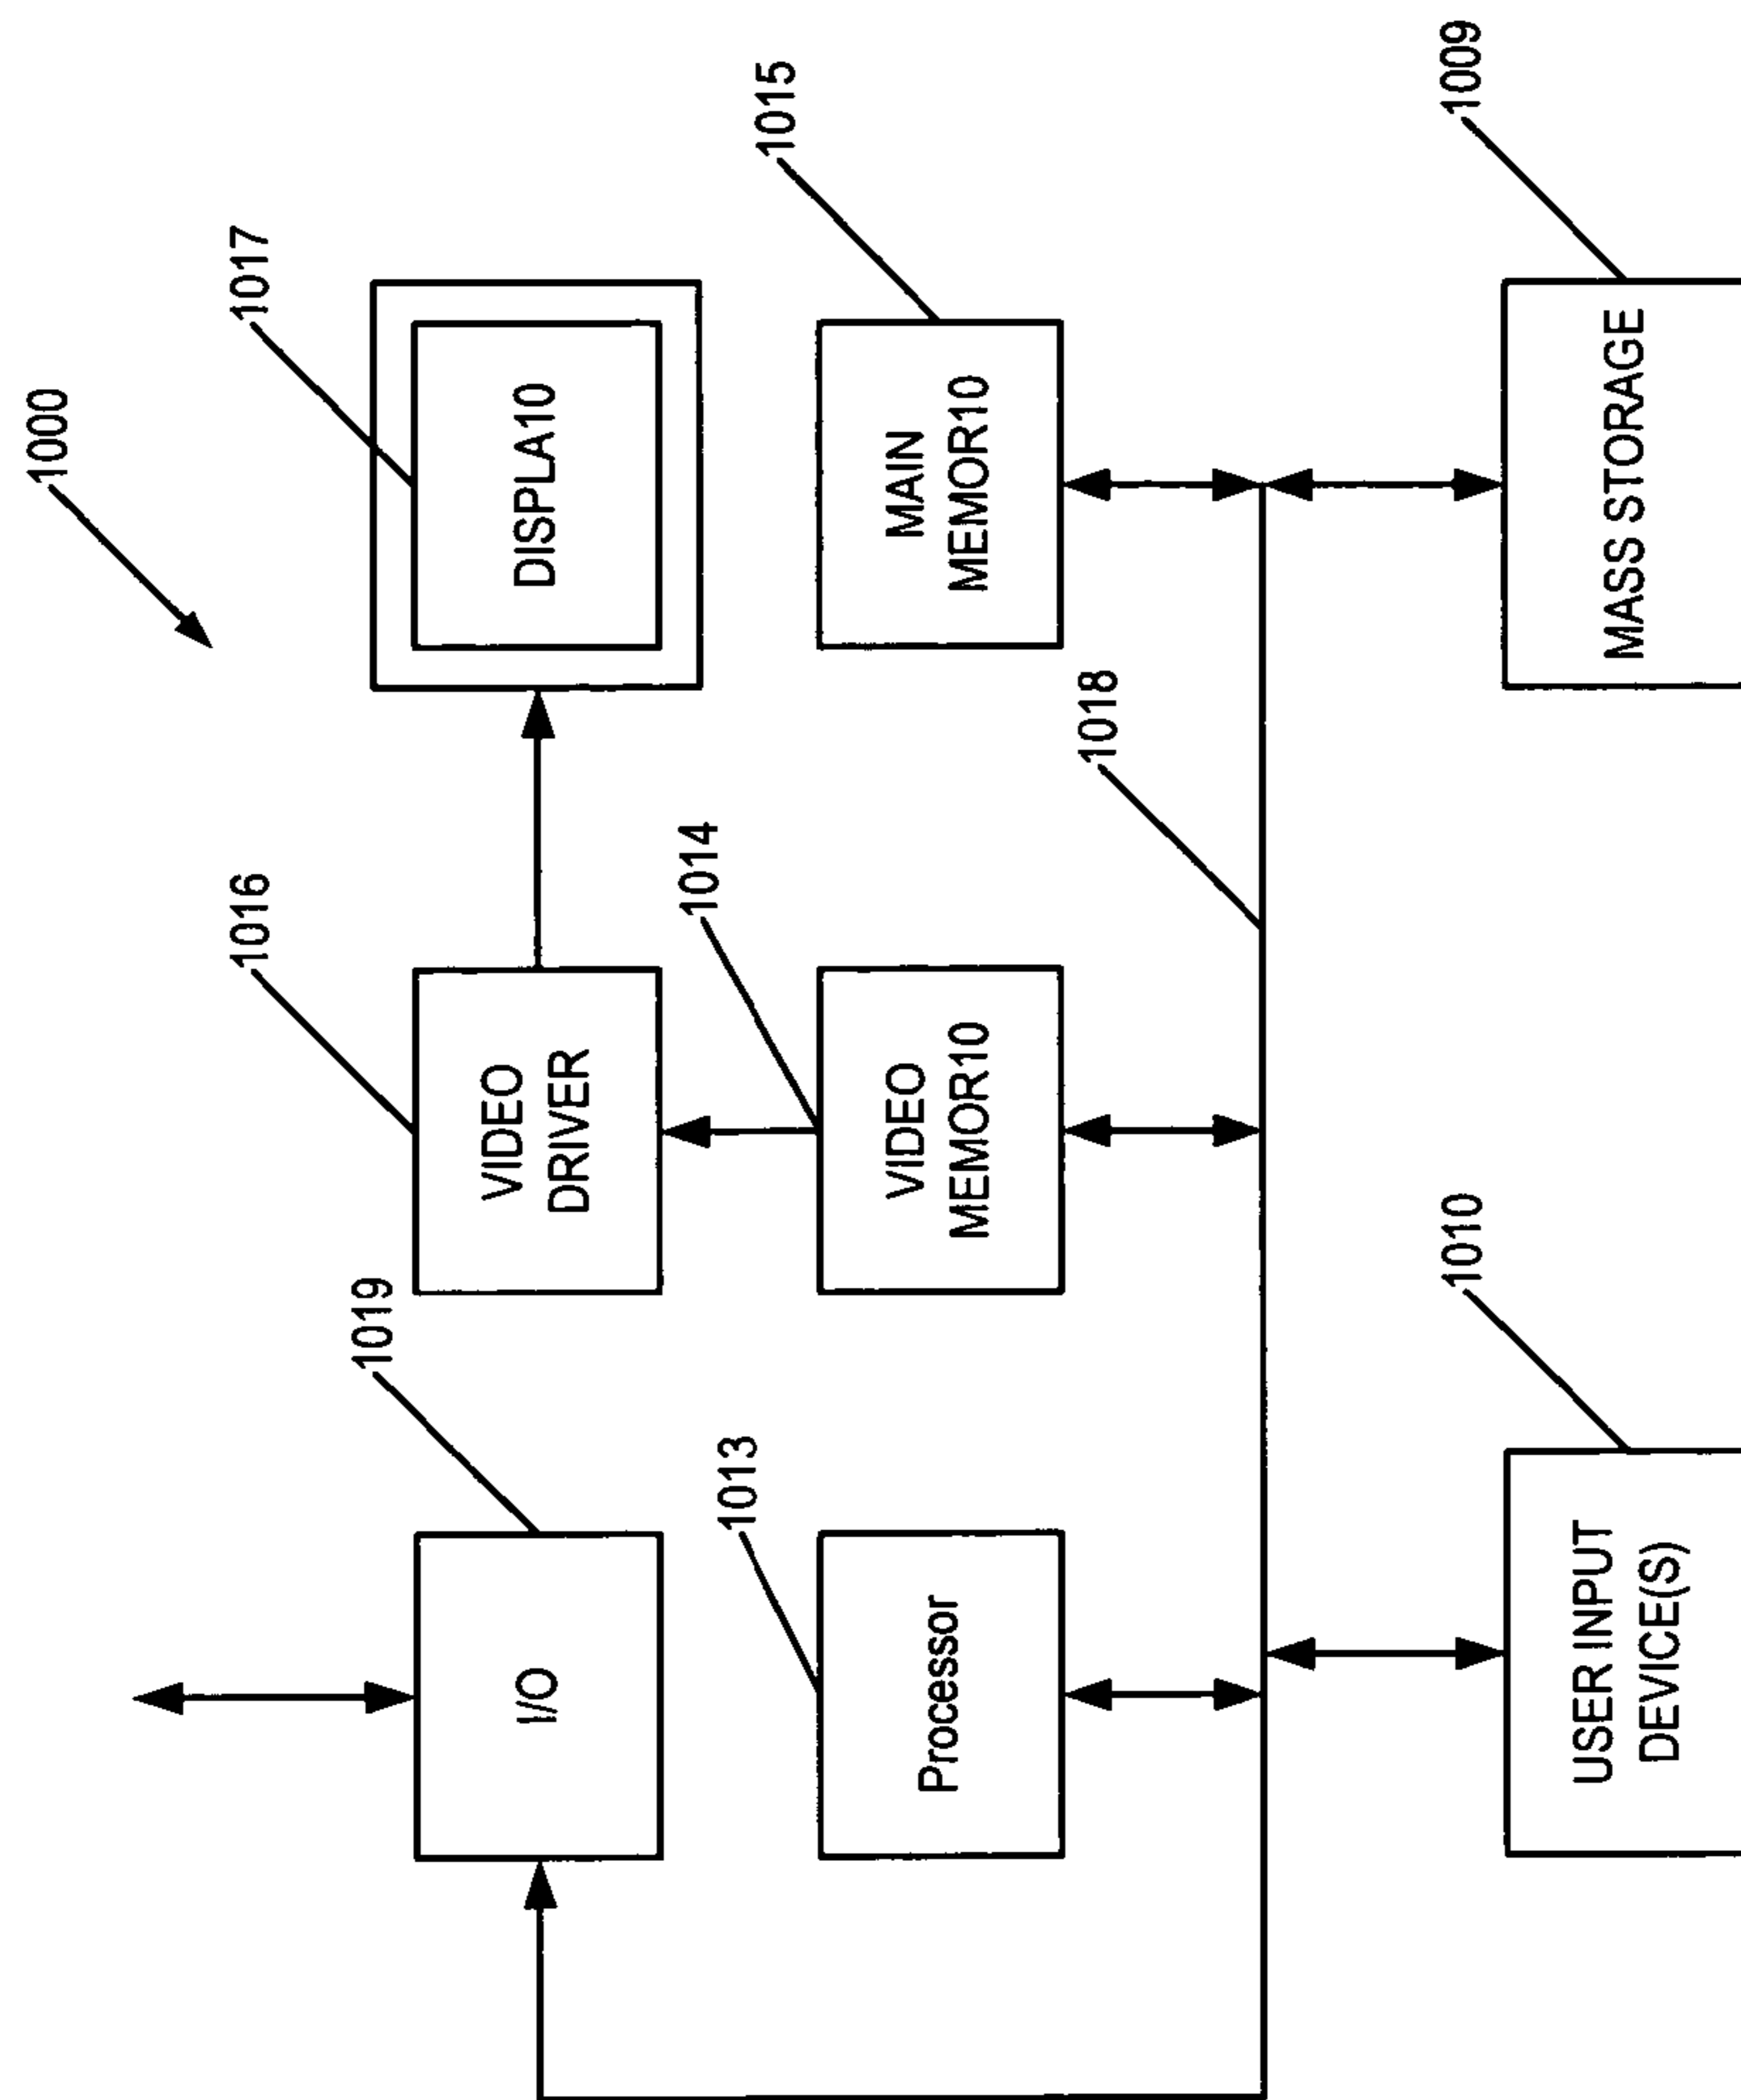 1000
1019
1016
1017
I/O
VIDEO
DRIVER
DISPLA10
1013
1014
1015
Processor
VIDEO
MEMOR10
MAIN
MEMOR10
1018
1010
1009
USER INPUT
DEVICE(S)
MASS STORAGE